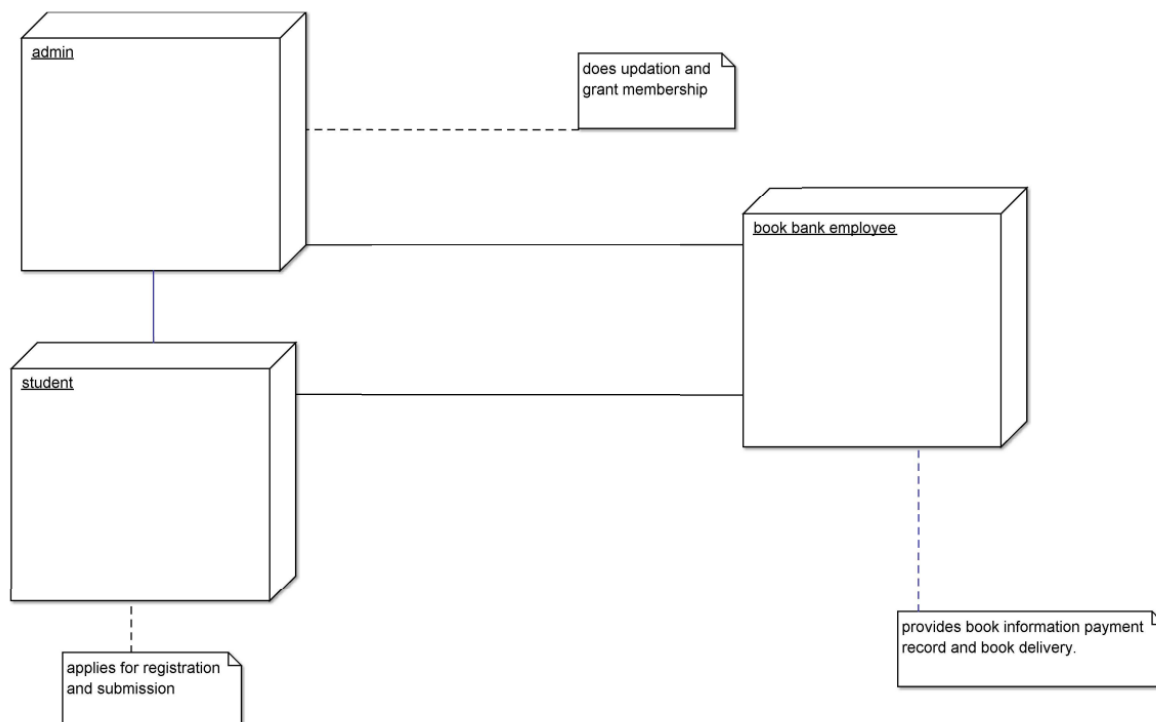 admin
does updation and
grant membership
book bank employee
student
provides book information payment
record and book delivery.
applies for registration
and submission